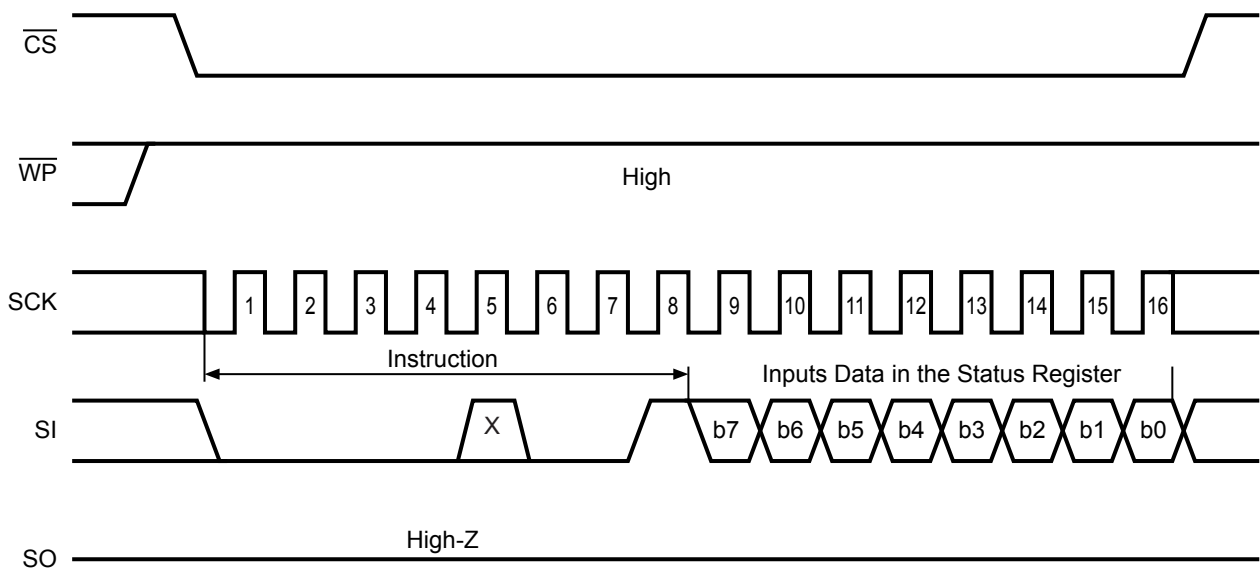 CS
WP
High
SCK
1 2 3 4 5 6 7 8 9 10 11 12 13 14 15 16
Instruction
Inputs Data in the Status Register
SI
X
b7 b6 b5 b4 b3 b2 b1 b0
High-Z
SO